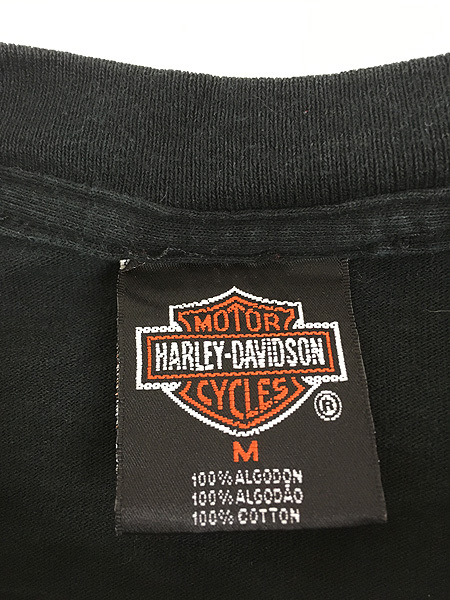 MOTOR
HARLEY-DAVIDSON
CYCLES
®
M
100% ALGODON
100% ALGODÃO
100% COTTON